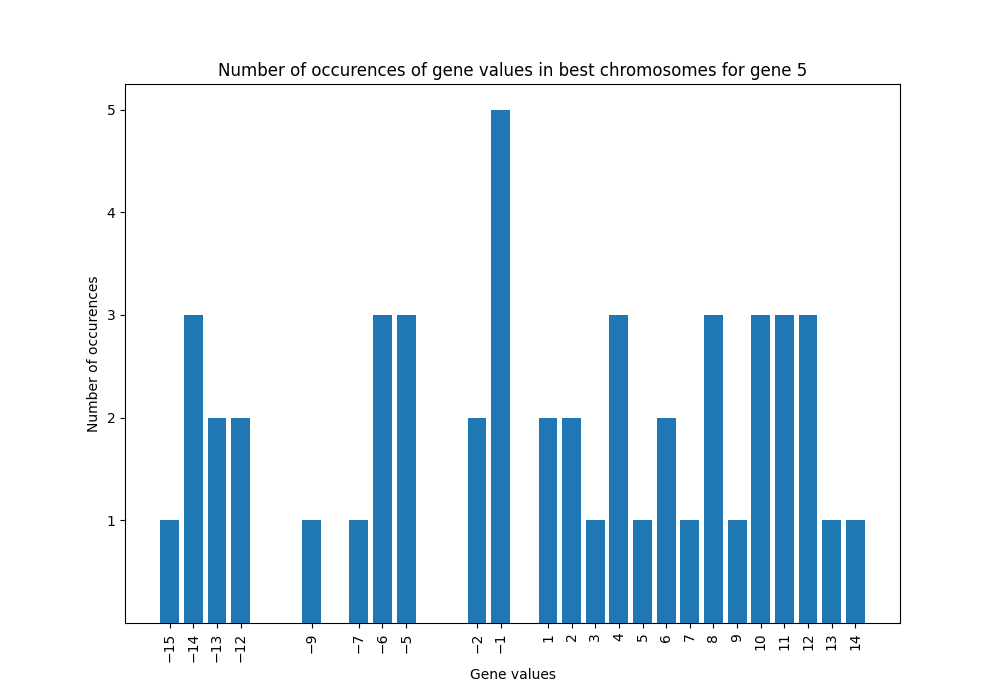 Number of occurences of gene values in best chromosomes for gene 5
5
4
3
2
1
Number of occurences
−15 −14 −13 −12 −9 −7 −6 −5 −2 −1 1 2 3 4 5 6 7 8 9 10 11 12 13 14
Gene values